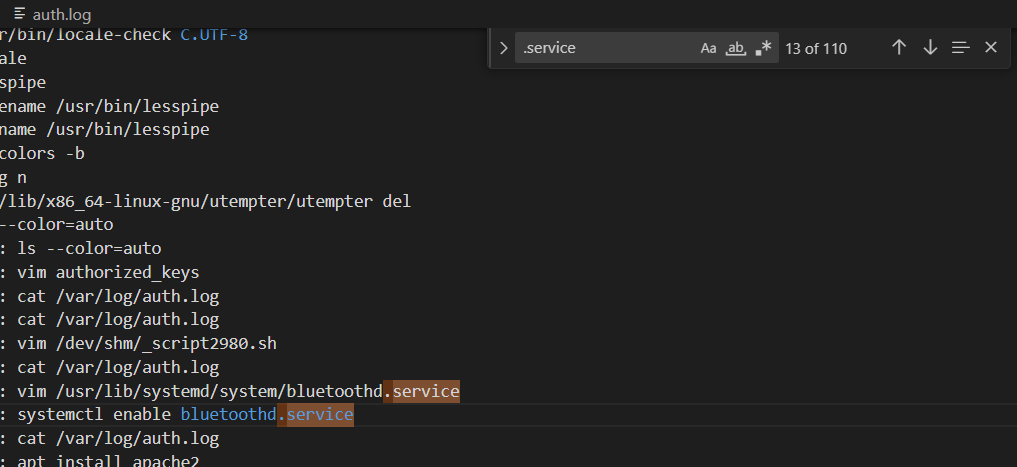 auth.log
r/bin/locale-check C.UTF-8
.service Aa ab 13 of 110
ale
spipe
ename /usr/bin/lesspipe
name /usr/bin/lesspipe
colors -b
g n
/lib/x86_64-linux-gnu/utempter/utempter del
--color=auto
: ls --color=auto
: vim authorized_keys
: cat /var/log/auth.log
: cat /var/log/auth.log
: vim /dev/shm/_script2980.sh
: cat /var/log/auth.log
: vim /usr/lib/systemd/system/bluetoothd.service
: systemctl enable bluetoothd.service
: cat /var/log/auth.log
: apt install apache2